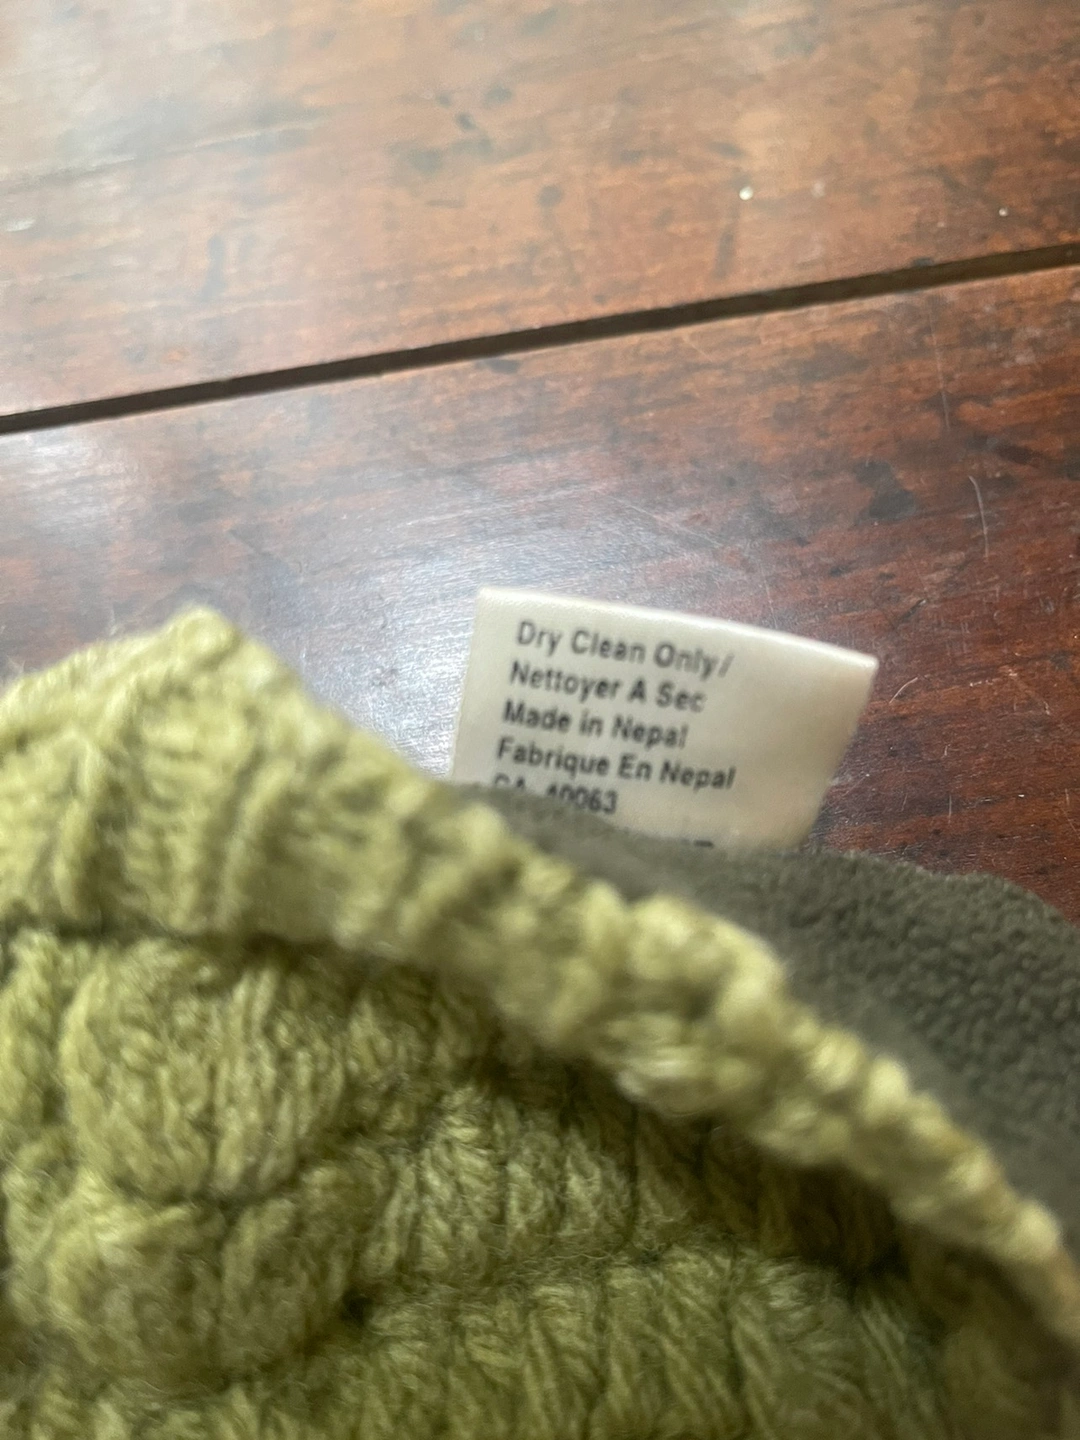 Dry Clean Only/
Nettoyer A Sec
Made in Nepal
Fabrique En Nepal
CA 40063